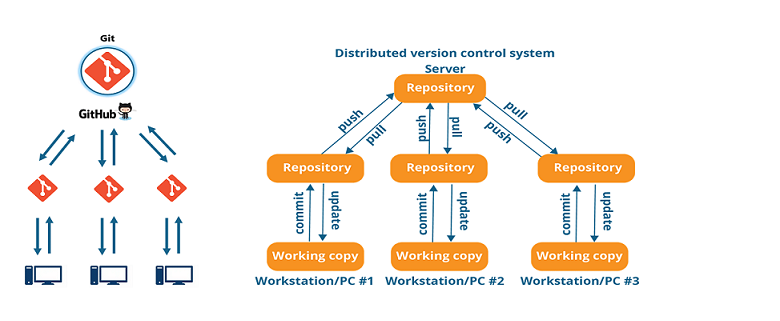 Git
GitHub
Distributed version control system
Server
Repository
push
pull
push
pull
push
pull
Repository
Repository
Repository
commit
update
commit
update
commit
update
Working copy
Working copy
Working copy
Workstation/PC #1
Workstation/PC #2
Workstation/PC #3